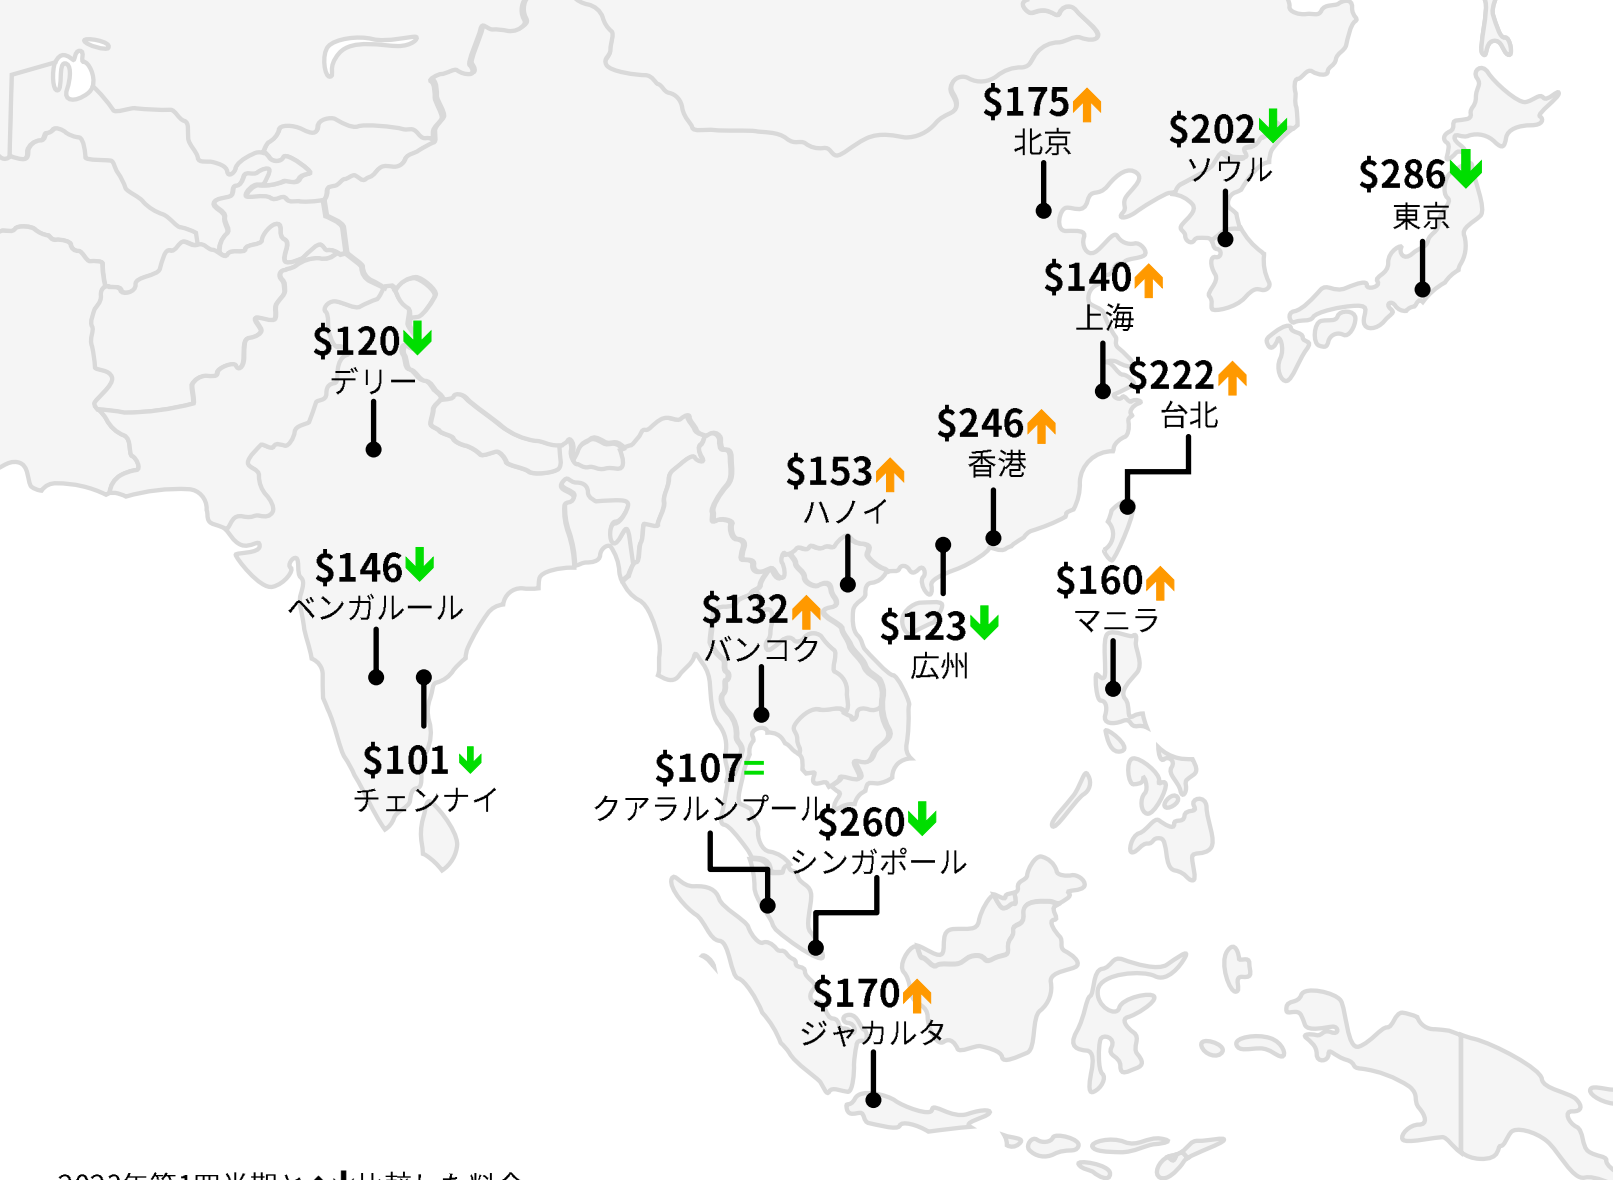 $175
北京
$202
ソウル
$286
東京
$140
上海
$120
デリー
$222
台北
$246
香港
$153
ハノイ
$146
ベンガルール
$160
マニラ
$132
バンコク
$123
広州
$101
チェンナイ
$107=
クアラルンプール
$260
シンガポール
$170
ジャカルタ